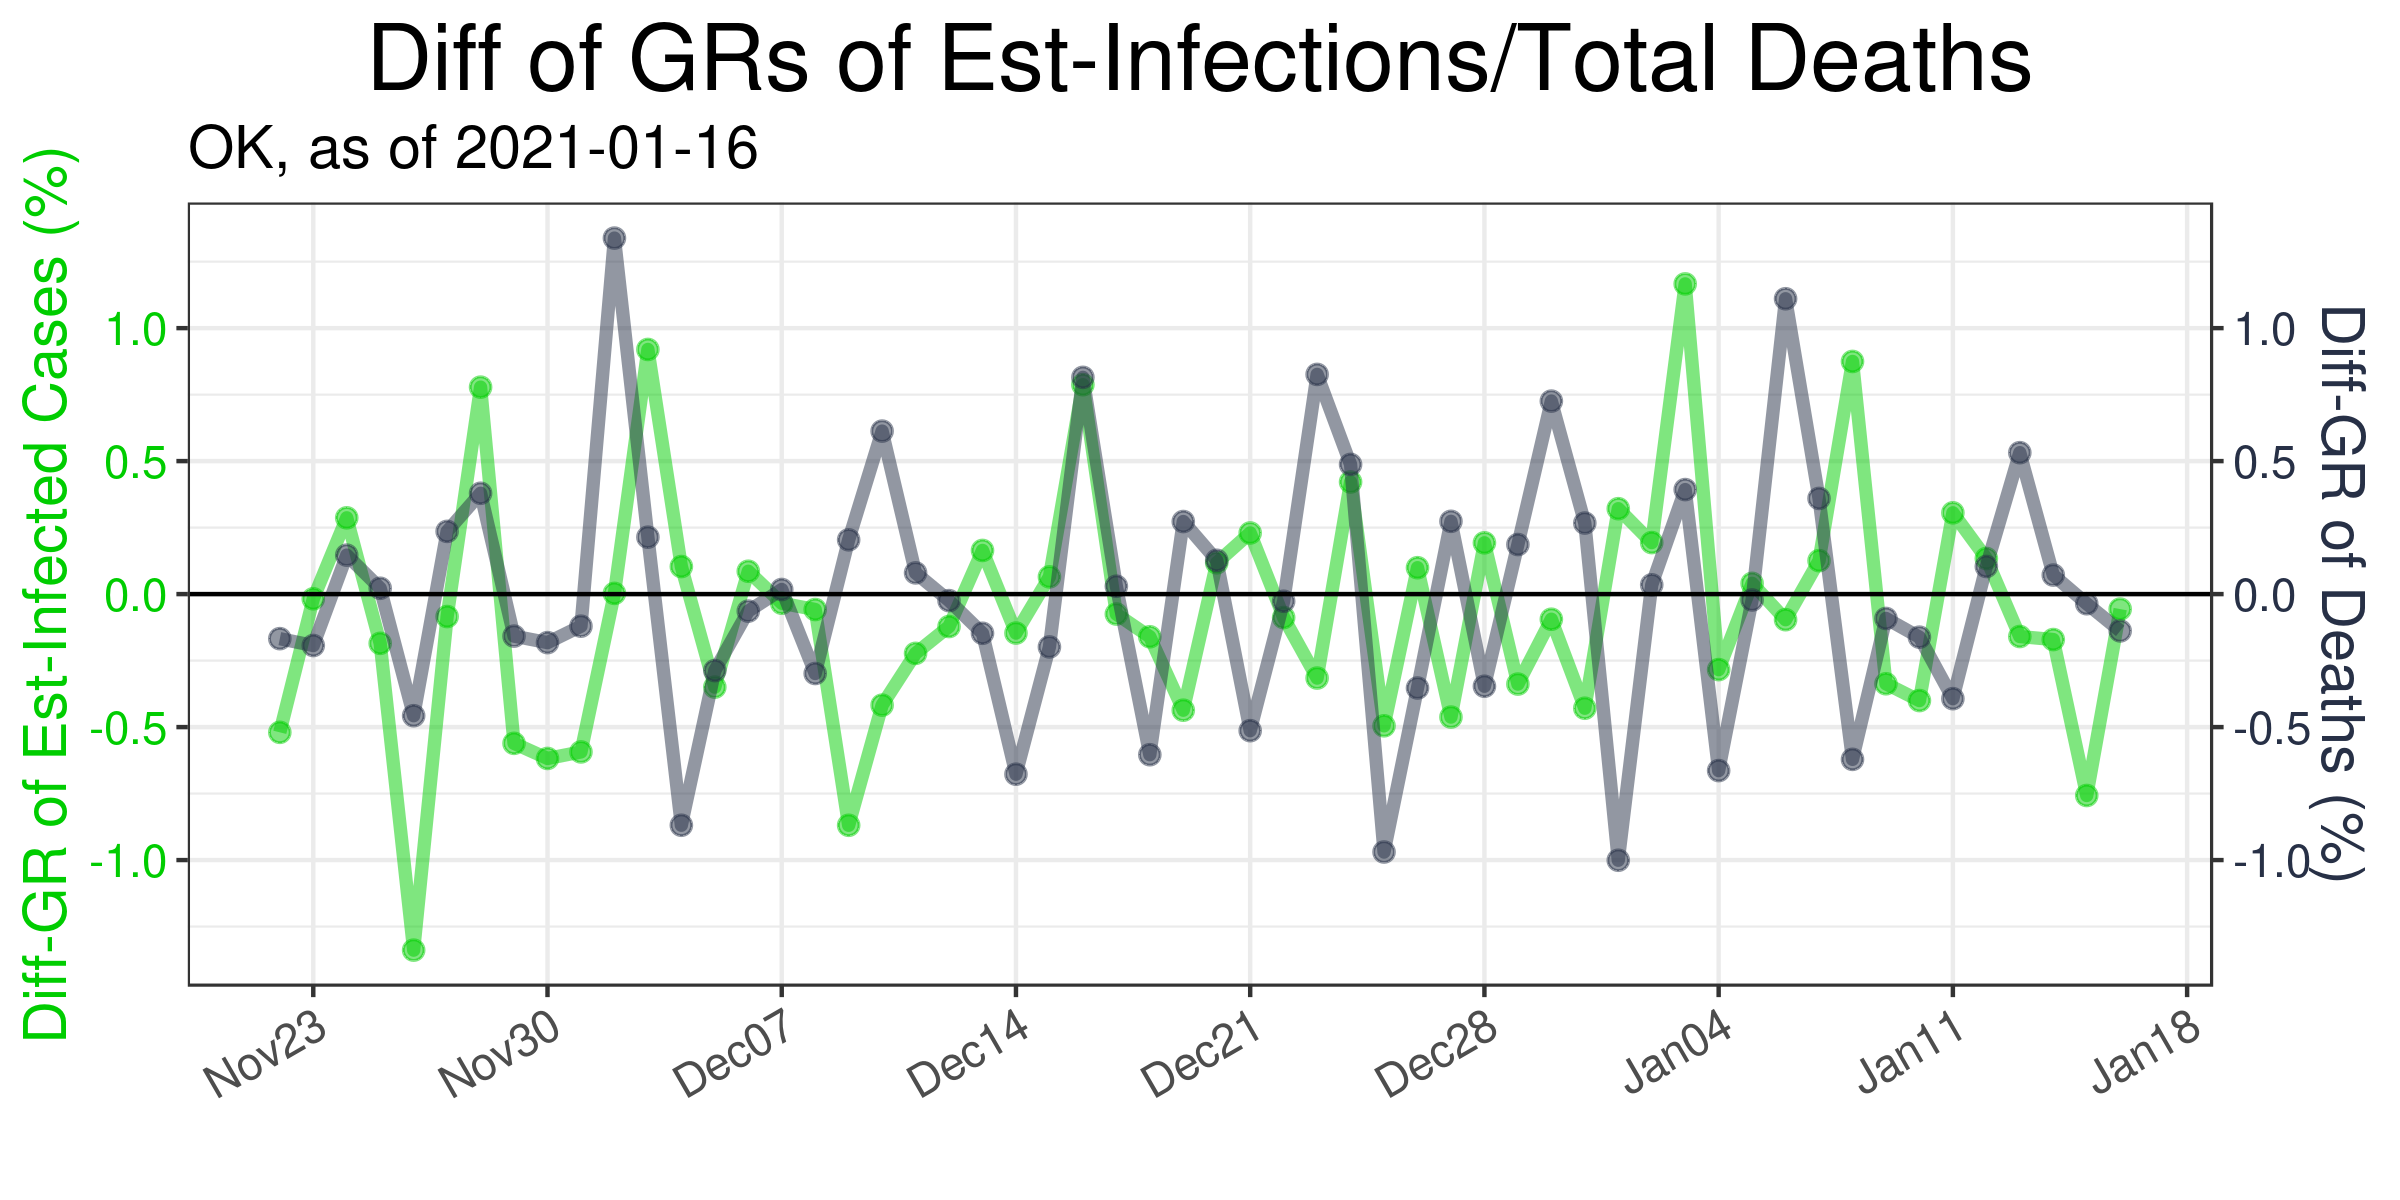 Diff of GRs of Est-Infections/Total Deaths
OK, as of 2021-01-16
Diff-GR of Est-Infected Cases (%)
1.0
0.5
0.0
-0.5
-1.0
1.0
0.5
0.0
-0.5
-1.0
Diff-GR of Deaths (%)
Nov23
Nov30
Dec07
Dec14
Dec21
Dec28
Jan04
Jan11
Jan18